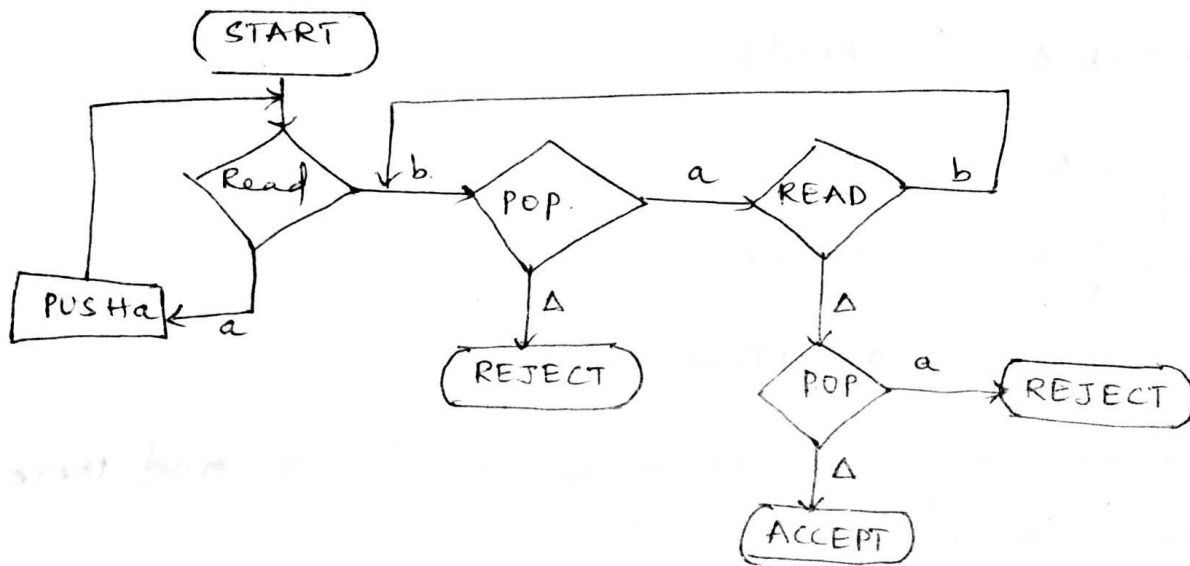 START
Read
b.
POP.
a
READ
b
PUSHa
a
Δ
Δ
REJECT
POP
a
REJECT
Δ
ACCEPT